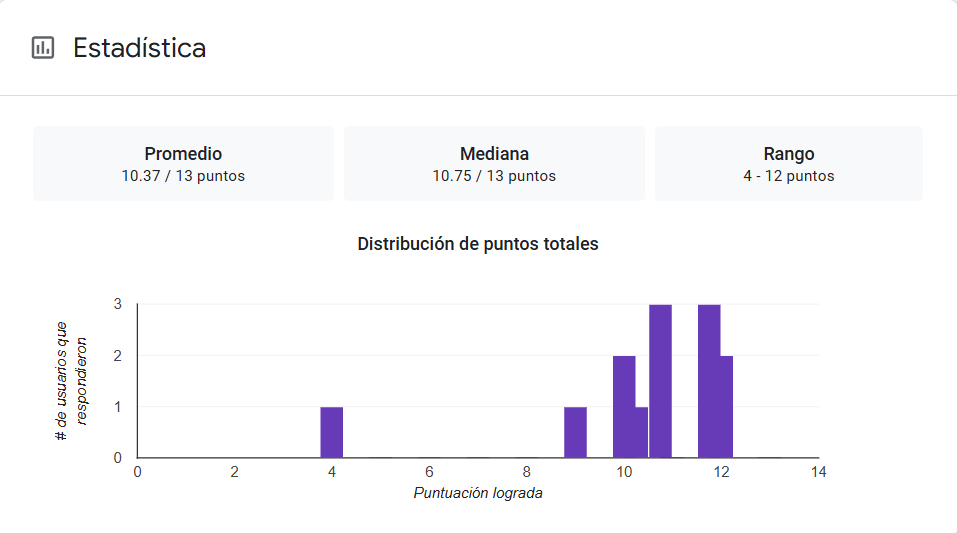 Estadística
Promedio
10.37 / 13 puntos
Mediana
10.75 / 13 puntos
Rango
4 - 12 puntos
Distribución de puntos totales
# de usuarios que
respondieron
3
2
1
0
0 2 4 6 8 10 12 14
Puntuación lograda